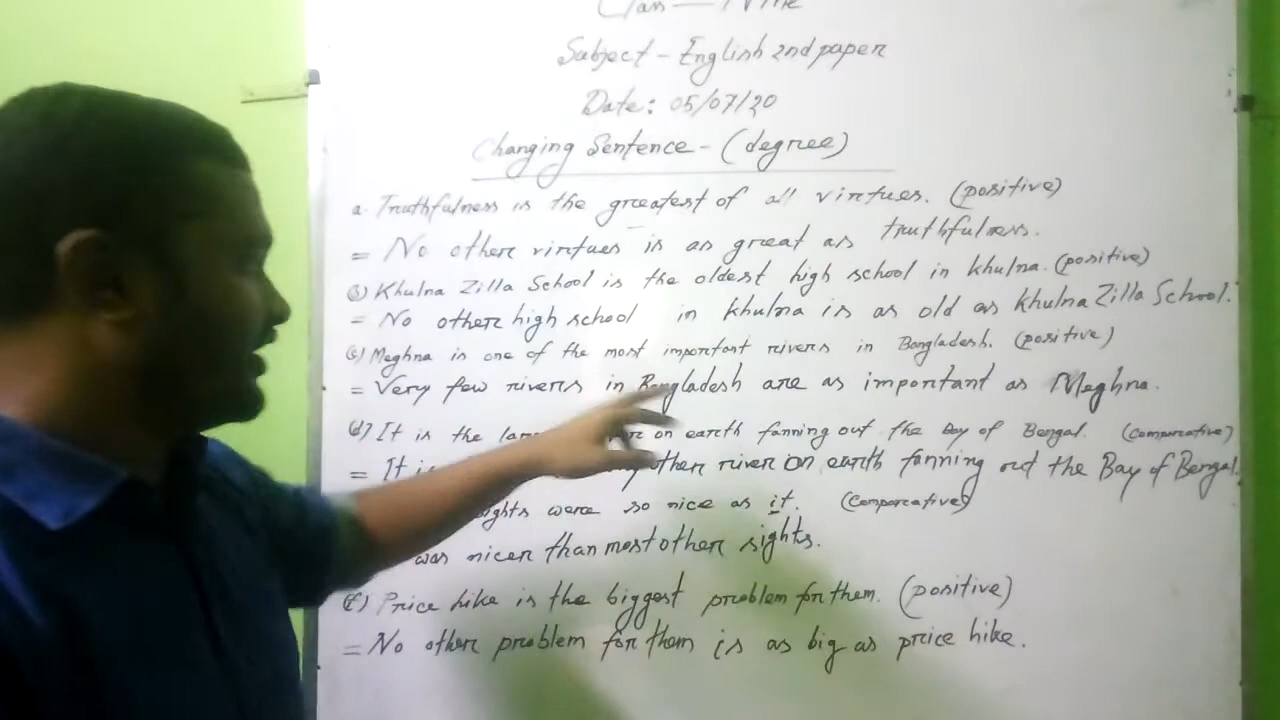 Class - Nine
Subject - English 2nd paper
Date: 05/07/20
Changing Sentence - (degree)
a. Truthfulness is the greatest of all virtues. (positive)
= No other virtues is as great as truthfulness.
(b) Khulna Zilla School is the oldest high school in Khulna. (positive)
= No other high school in Khulna is as old as Khulna Zilla School.
(c) Meghna is one of the most important rivers in Bangladesh. (positive)
= Very few rivers in Bangladesh are as important as Meghna.
(d) It is the on earth fanning out the Bay of Bengal. (comparative)
= It is other river on earth fanning out the Bay of Bengal.
were so nice as it. (Comparative)
was nicer than most other sights.
(f) Price hike is the biggest problem for them. (positive)
= No other problem for them is as big as price hike.